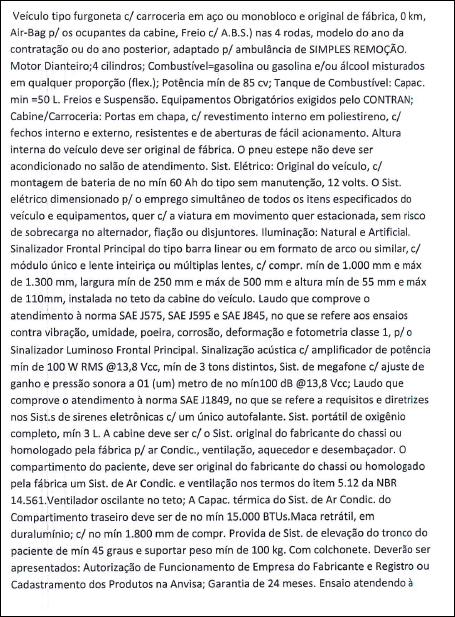 Veículo tipo furgoneta c/ carroceria em aço ou monobloco e original de fábrica, 0 km,
Air-Bag p/ os ocupantes da cabine, Freio c/ A.B.S.) nas 4 rodas, modelo do ano da
contratação ou do ano posterior, adaptado p/ ambulância de SIMPLES REMOÇÃO.
Motor Dianteiro;4 cilindros; Combustível=gasolina ou gasolina e/ou álcool misturados
em qualquer proporção (flex.); Potência mín de 85 cv; Tanque de Combustível: Capac.
mín =50 L. Freios e Suspensão. Equipamentos Obrigatórios exigidos pelo CONTRAN;
Cabine/Carroceria: Portas em chapa, c/ revestimento interno em poliestireno, c/
fechos interno e externo, resistentes e de aberturas de fácil acionamento. Altura
interna do veículo deve ser original de fábrica. O pneu estepe não deve ser
acondicionado no salão de atendimento. Sist. Elétrico: Original do veículo, c/
montagem de bateria de no mín 60 Ah do tipo sem manutenção, 12 volts. O Sist.
elétrico dimensionado p/ o emprego simultâneo de todos os itens especificados do
veículo e equipamentos, quer c/ a viatura em movimento quer estacionada, sem risco
de sobrecarga no alternador, fiação ou disjuntores. Iluminação: Natural e Artificial.
Sinalizador Frontal Principal do tipo barra linear ou em formato de arco ou similar, c/
módulo único e lente inteiriça ou múltiplas lentes, c/ compr. mín de 1.000 mm e máx
de 1.300 mm, largura mín de 250 mm e máx de 500 mm e altura mín de 55 mm e máx
de 110mm, instalada no teto da cabine do veículo. Laudo que comprove o
atendimento à norma SAE J575, SAE J595 e SAE J845, no que se refere aos ensaios
contra vibração, umidade, poeira, corrosão, deformação e fotometria classe 1, p/ o
Sinalizador Luminoso Frontal Principal. Sinalização acústica c/ amplificador de potência
mín de 100 W RMS @13,8 Vcc, mín de 3 tons distintos, Sist. de megafone c/ ajuste de
ganho e pressão sonora a 01 (um) metro de no mín100 dB @13,8 Vcc; Laudo que
comprove o atendimento à norma SAE J1849, no que se refere a requisitos e diretrizes
nos Sist.s de sirenes eletrônicas c/ um único autofalante. Sist. portátil de oxigênio
completo, mín 3 L. A cabine deve ser c/ o Sist. original do fabricante do chassi ou
homologado pela fábrica p/ ar Condic., ventilação, aquecedor e desembaçador. O
compartimento do paciente, deve ser original do fabricante do chassi ou homologado
pela fábrica um Sist. de Ar Condic. e ventilação nos termos do item 5.12 da NBR
14.561.Ventilador oscilante no teto; A Capac. térmica do Sist. de Ar Condic. do
Compartimento traseiro deve ser de no mín 15.000 BTUs.Maca retrátil, em
duralumínio; c/ no mín 1.800 mm de compr. Provida de Sist. de elevação do tronco do
paciente de mín 45 graus e suportar peso mín de 100 kg. Com colchonete. Deverão ser
apresentados: Autorização de Funcionamento de Empresa do Fabricante e Registro ou
Cadastramento dos Produtos na Anvisa; Garantia de 24 meses. Ensaio atendendo à